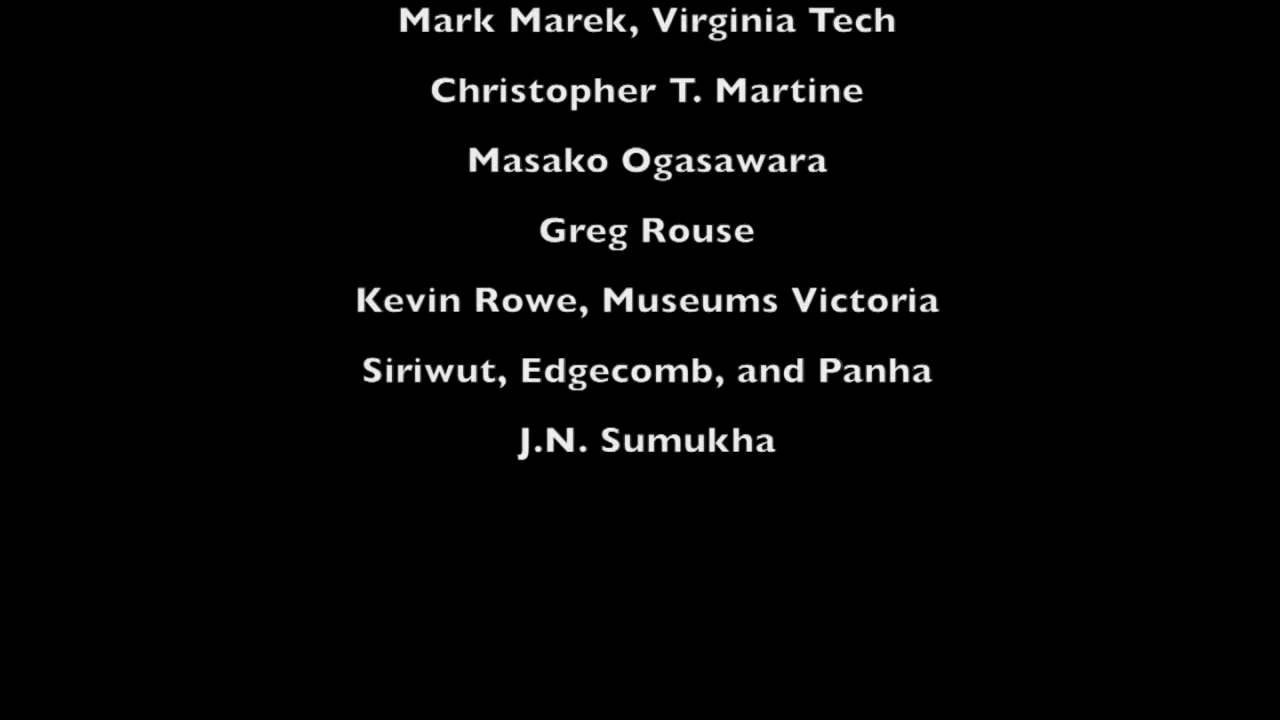 Mark Marek, Virginia Tech
Christopher T. Martine
Masako Ogasawara
Greg Rouse
Kevin Rowe, Museums Victoria
Siriwut, Edgecomb, and Panha
J.N. Sumukha